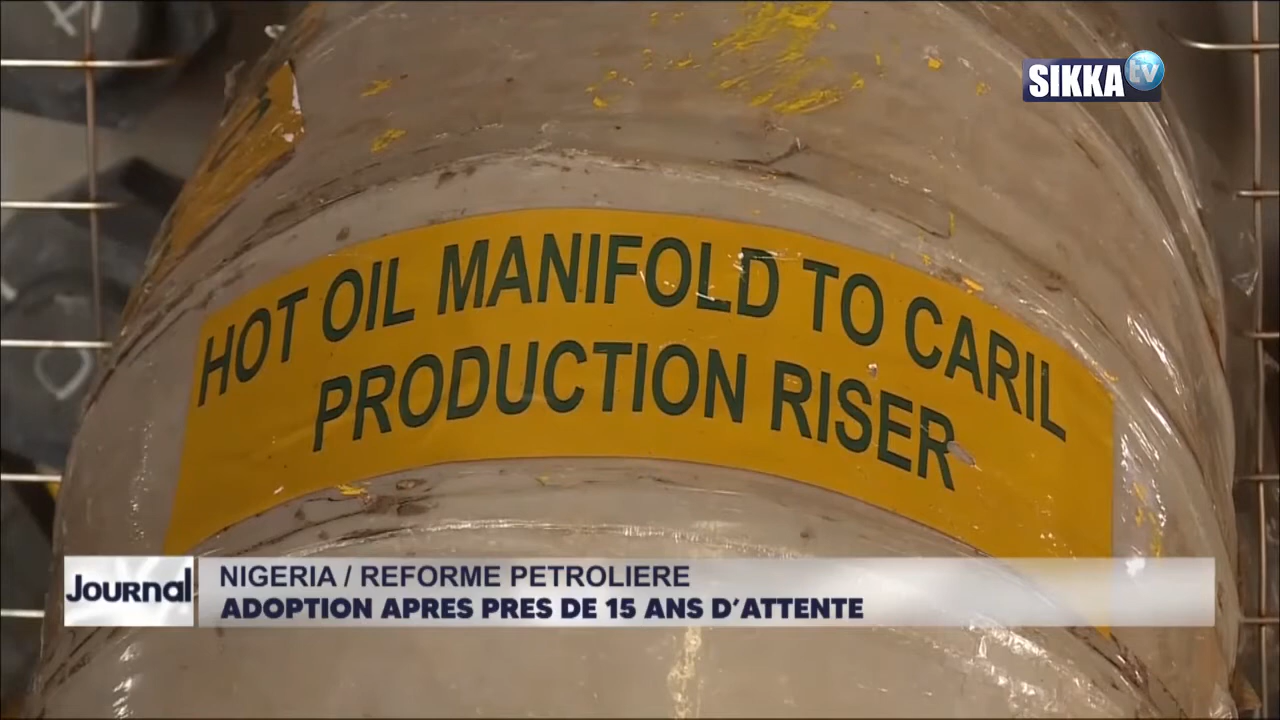 SIKKA tv
HOT OIL MANIFOLD TO CARIL
PRODUCTION RISER
Journal
NIGERIA / REFORME PETROLIERE
ADOPTION APRES PRES DE 15 ANS D'ATTENTE